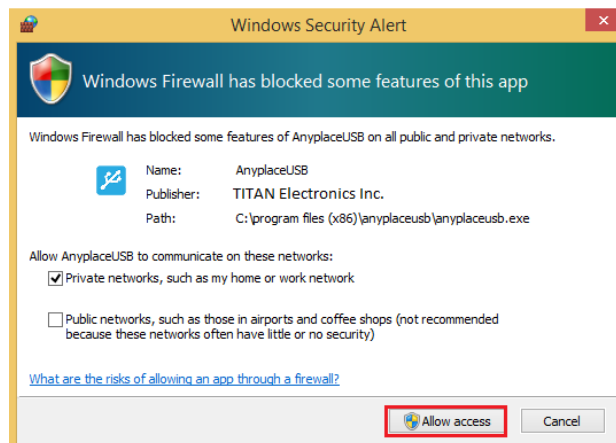 Windows Security Alert
Windows Firewall has blocked some features of this app
Windows Firewall has blocked some features of AnyplaceUSB on all public and private networks.
Name: AnyplaceUSB
Publisher: TITAN Electronics Inc.
Path: C:\program files (x86)\anyplaceusb\anyplaceusb.exe
Allow AnyplaceUSB to communicate on these networks:
Private networks, such as my home or work network
Public networks, such as those in airports and coffee shops (not recommended
because these networks often have little or no security)
What are the risks of allowing an app through a firewall?
Allow access Cancel